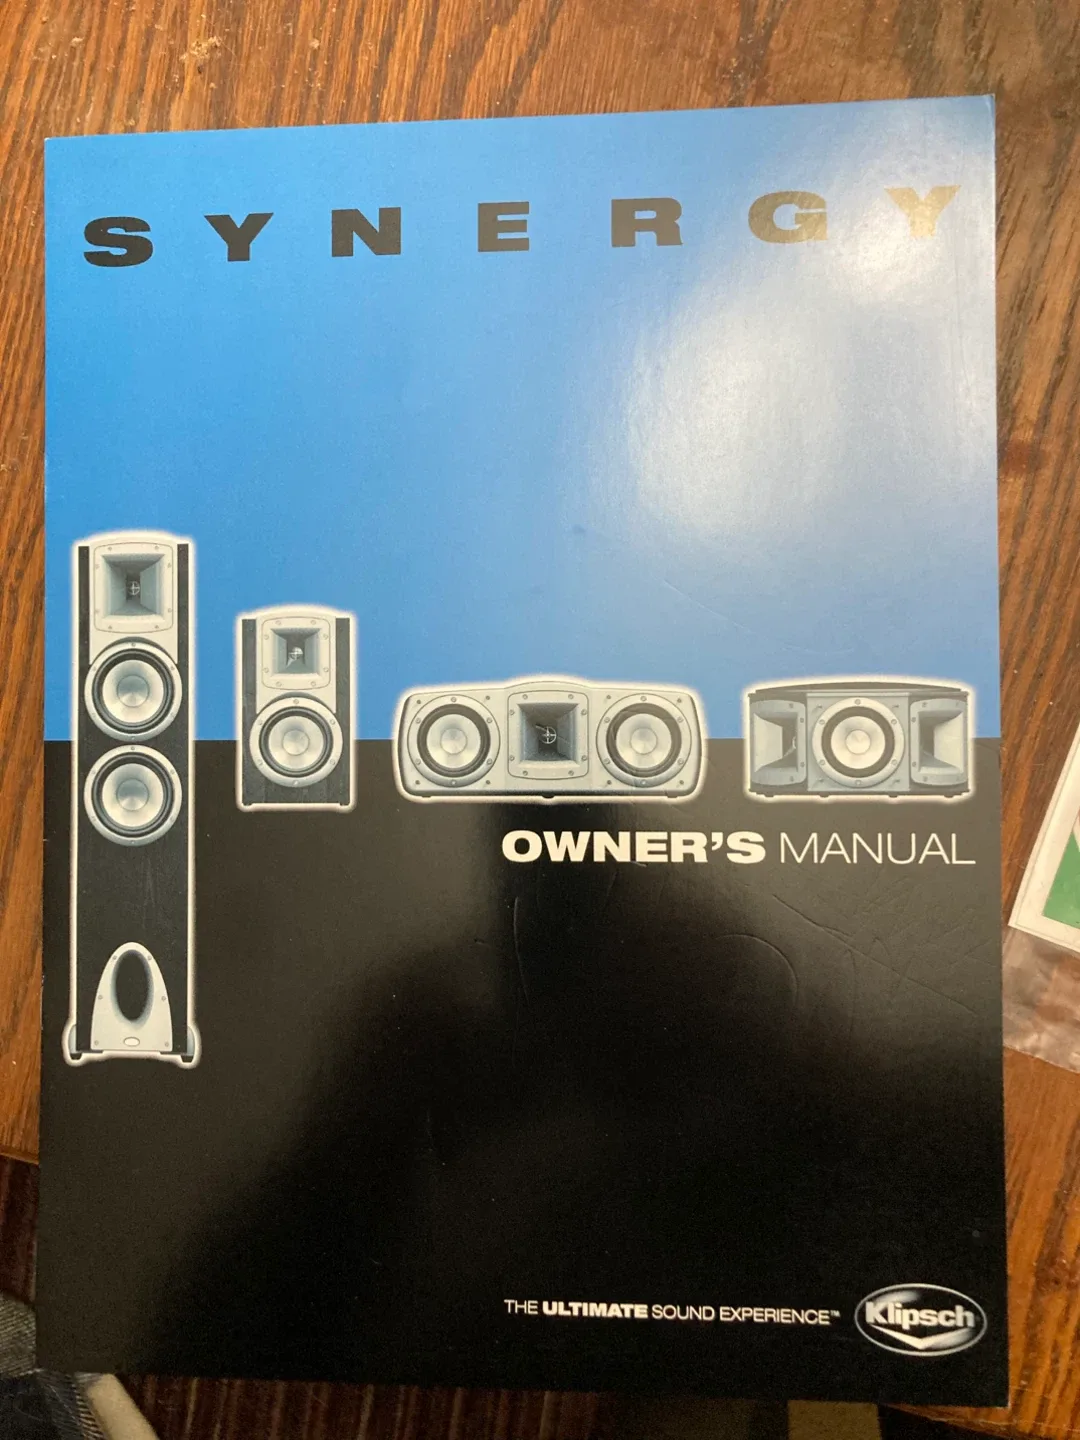 SYNERGY
OWNER'S MANUAL
THE ULTIMATE SOUND EXPERIENCE™
Klipsch